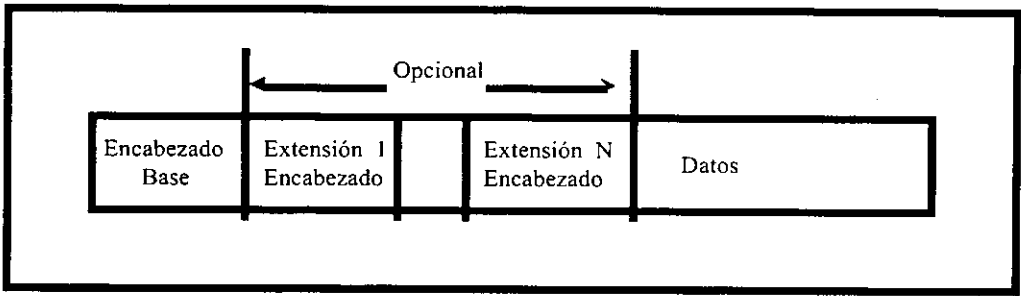 Opcional
Encabezado
Base
Extensión 1
Encabezado
Extensión N
Encabezado
Datos